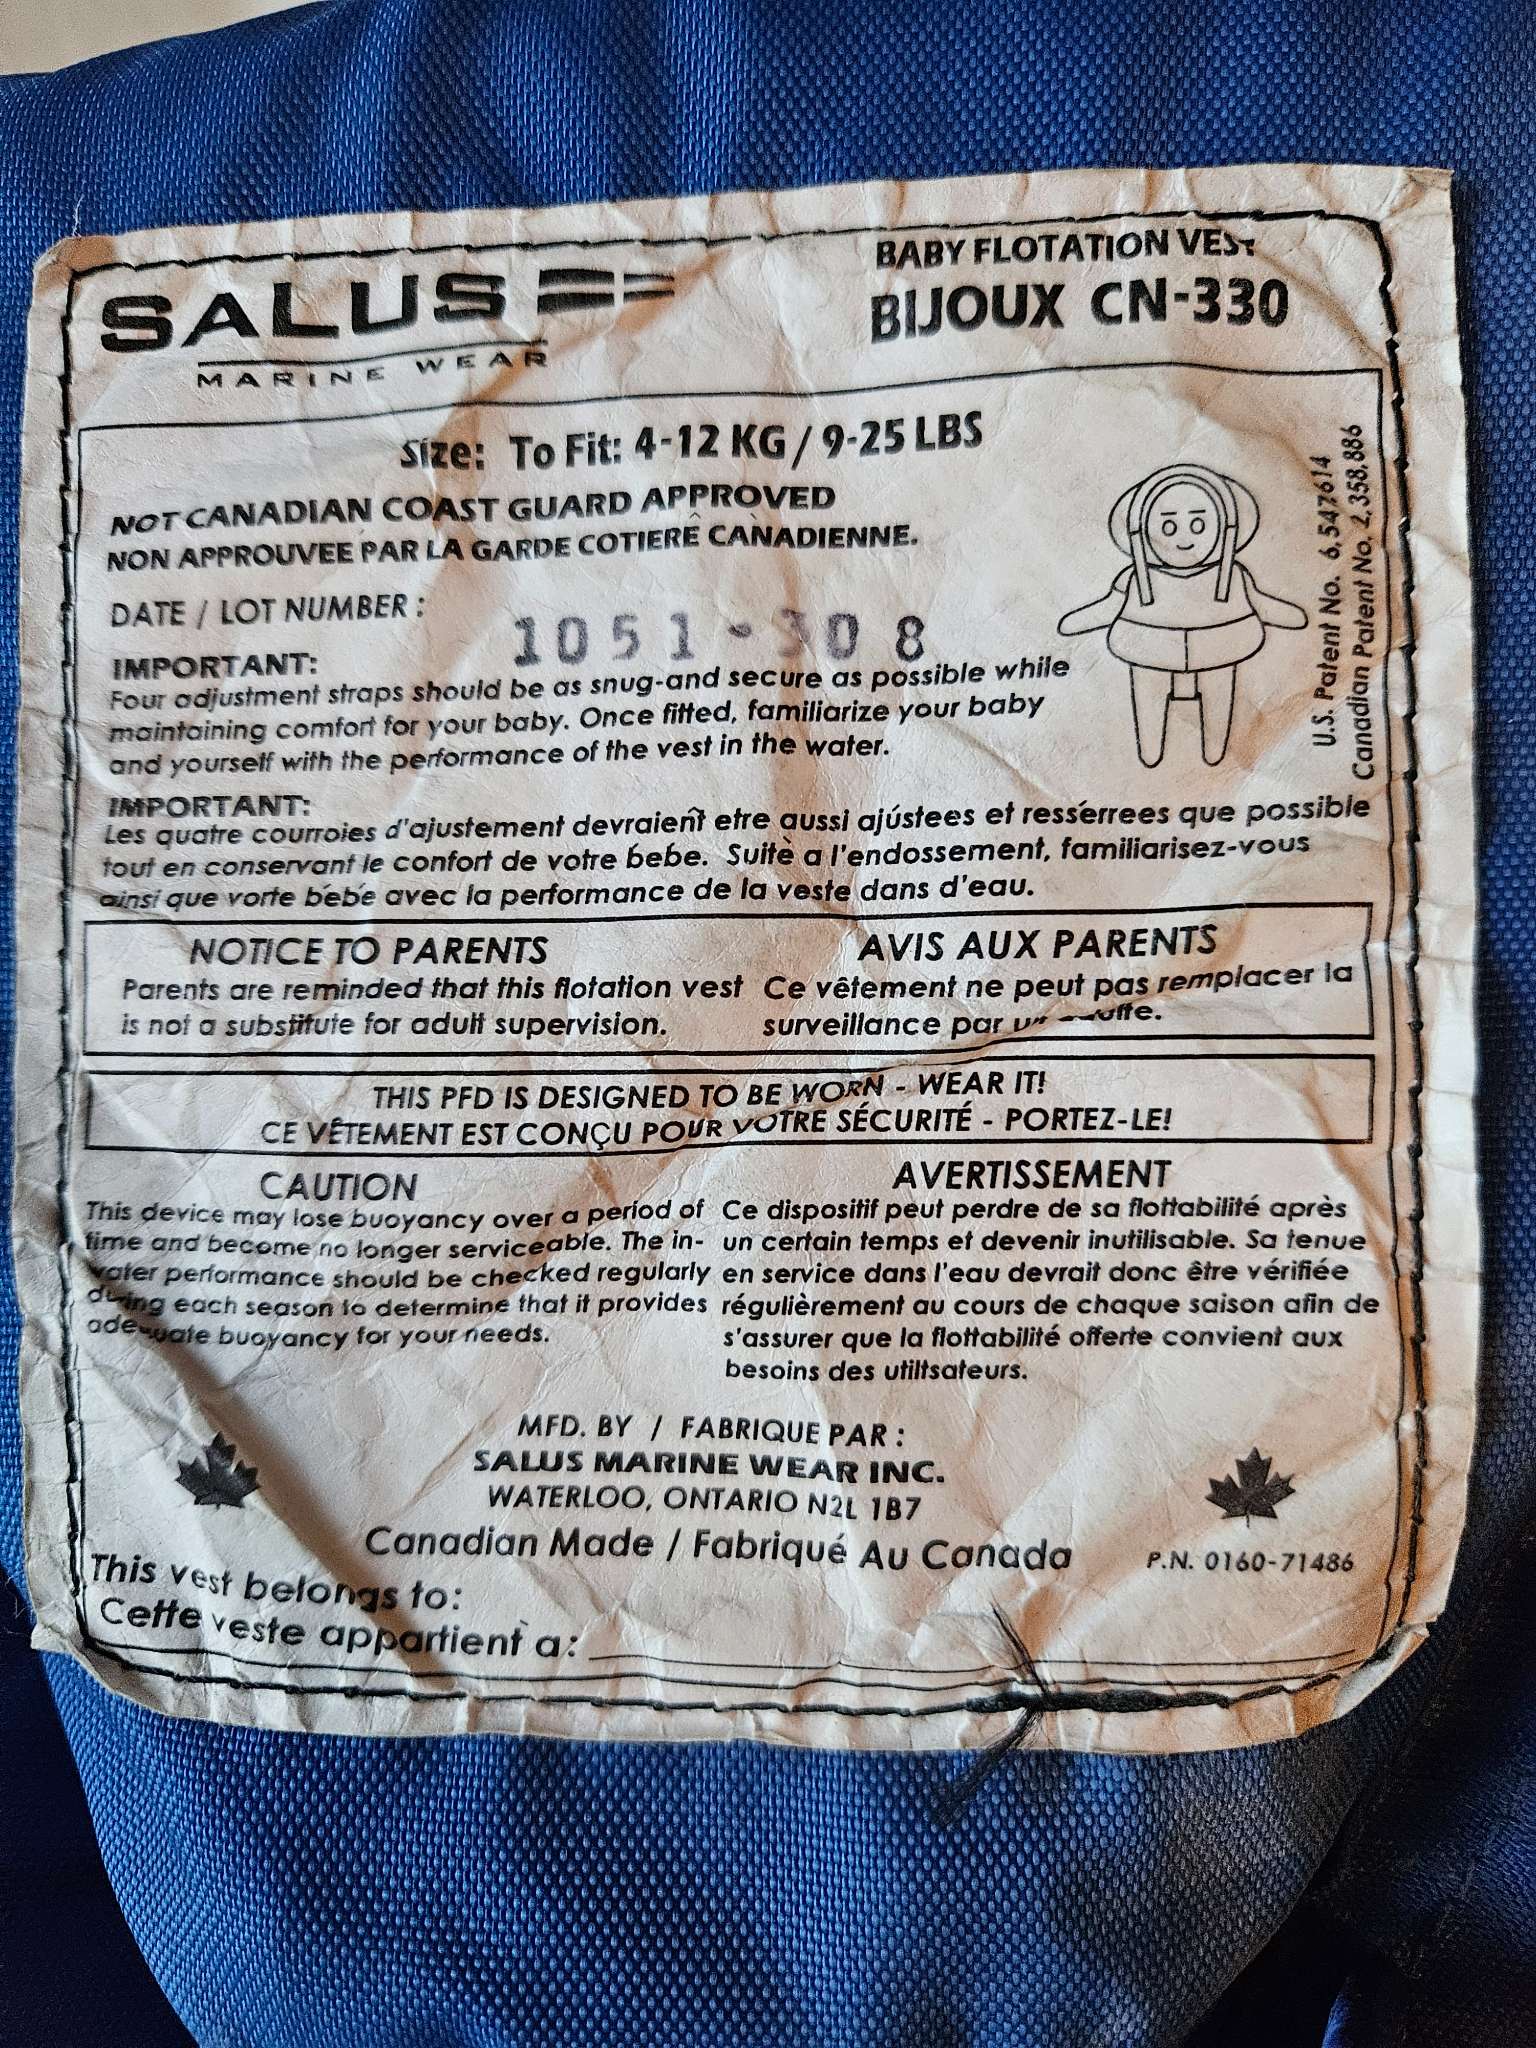 SALUS
MARINE WEAR
BABY FLOTATION VEST
BIJOUX CN-330
Size: To Fit: 4-12 KG / 9-25 LBS
NOT CANADIAN COAST GUARD APPROVED
NON APPROUVEE PAR LA GARDE COTIERE CANADIENNE.
DATE / LOT NUMBER :
1051-308
U.S. Patent No. 6,547614
Canadian Patent No. 2,358,886
IMPORTANT:
Four adjustment straps should be as snug-and secure as possible while
maintaining comfort for your baby. Once fitted, familiarize your baby
and yourself with the performance of the vest in the water.
IMPORTANT:
Les quatre courroies d'ajustement devraient etre aussi ajústees et ressérrees que possible
tout en conservant le confort de votre bébe. Suite a l'endossement, familiarisez-vous
ainsi que vorte bébé avec la performance de la veste dans d'eau.
NOTICE TO PARENTS
Parents are reminded that this flotation vest
is not a substitute for adult supervision.
AVIS AUX PARENTS
Ce vêtement ne peut pas remplacer la
surveillance par
THIS PFD IS DESIGNED TO BE WORN - WEAR IT!
CE VÊTEMENT EST CONÇU POUR VOTRE SÉCURITÉ - PORTEZ-LE!
CAUTION
This device may lose buoyancy over a period of
time and become no longer serviceable. The in-
water performance should be checked regularly
during each season to determine that it provides
adequate buoyancy for your needs.
AVERTISSEMENT
Ce dispositif peut perdre de sa flottabilité après
un certain temps et devenir inutilisable. Sa tenue
en service dans l'eau devrait donc être vérifiée
régulièrement au cours de chaque saison afin de
s'assurer que la flottabilité offerte convient aux
besoins des utiltsateurs.
MFD. BY / FABRIQUE PAR :
SALUS MARINE WEAR INC.
WATERLOO, ONTARIO N2L 1B7
Canadian Made / Fabriqué Au Canada
P.N. 0160-71486
This vest belongs to:
Cette veste appartient à: